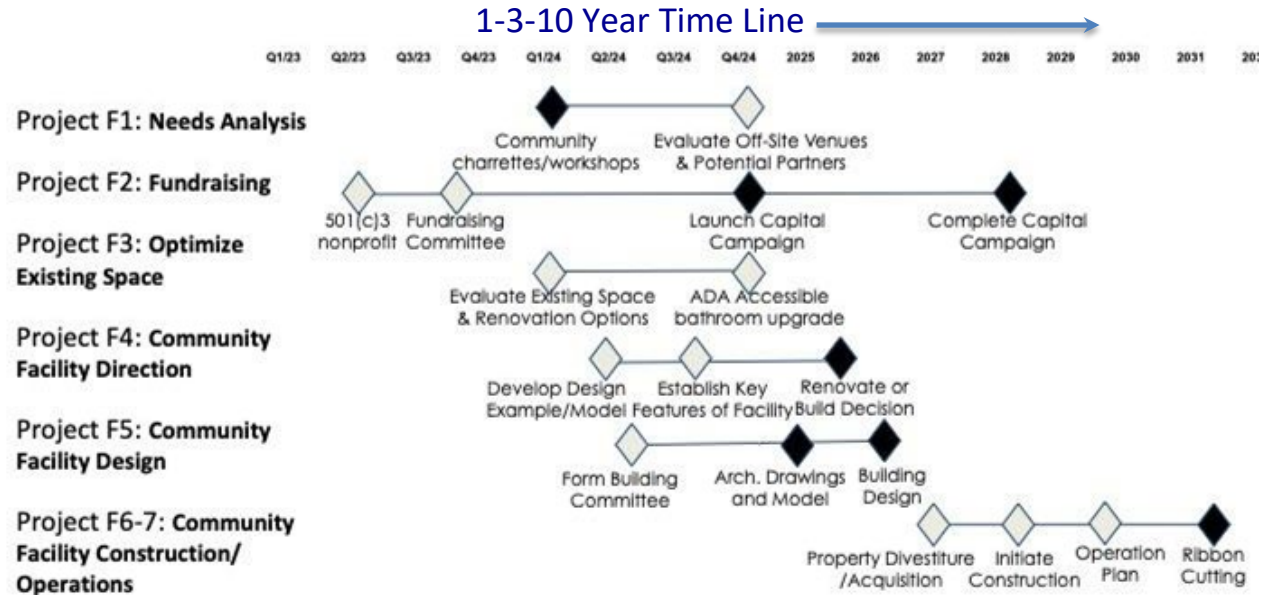 1-3-10 Year Time Line
Q1/23 Q2/23 Q3/23 Q4/23 Q1/24 Q2/24 Q3/24 Q4/24 2025 2026 2027 2028 2029 2030 2031
Project F1: Needs Analysis
Community
charrettes/workshops
Evaluate Off-Site Venues
& Potential Partners
Project F2: Fundraising
501(c)3
nonprofit
Fundraising
Committee
Launch Capital
Campaign
Complete Capital
Campaign
Project F3: Optimize
Existing Space
Evaluate Existing Space
& Renovation Options
ADA Accessible
bathroom upgrade
Project F4: Community
Facility Direction
Develop Design
Example/Model
Establish Key
Features of Facility
Renovate or
Build Decision
Project F5: Community
Facility Design
Form Building
Committee
Arch. Drawings
and Model
Building
Design
Project F6-7: Community
Facility Construction/
Operations
Property Divestiture
/Acquisition
Initiate
Construction
Operation
Plan
Ribbon
Cutting